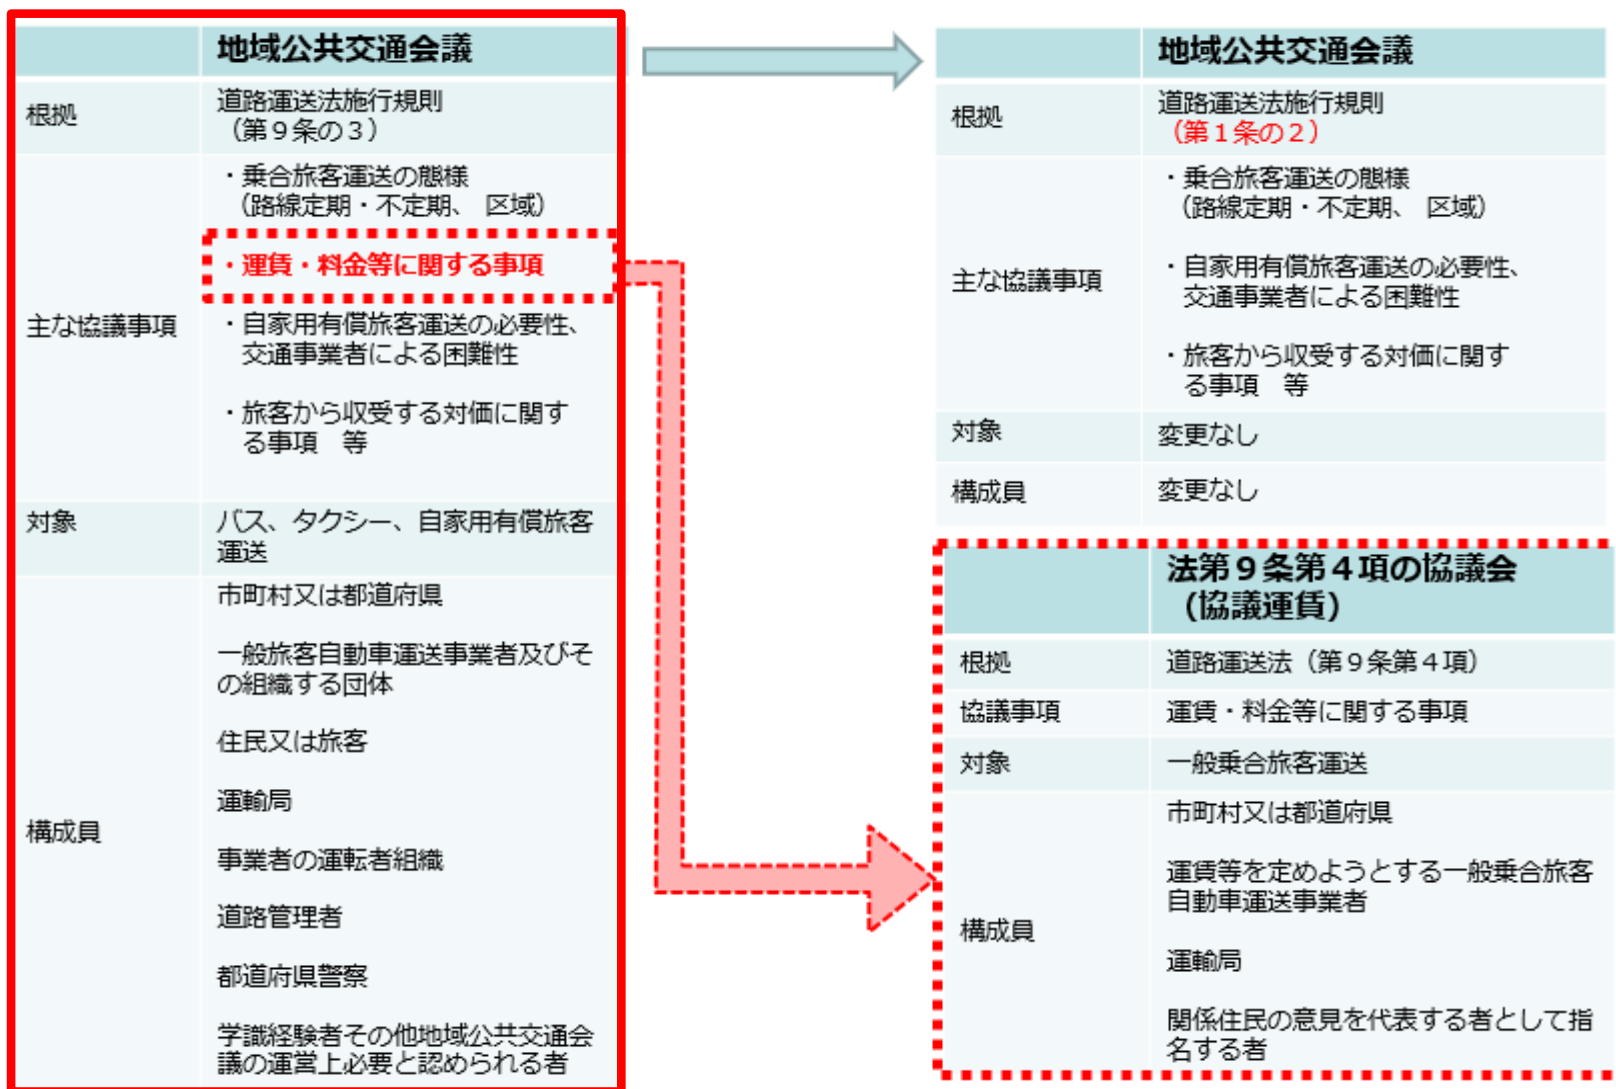 地域公共交通会議
根拠
道路運送法施行規則
（第９条の３）
主な協議事項
・乗合旅客運送の態様
（路線定期・不定期、 区域）
・運賃・料金等に関する事項
・自家用有償旅客運送の必要性、
交通事業者による困難性
・旅客から収受する対価に関す
る事項　等
対象
バス、タクシー、自家用有償旅客
運送
構成員
市町村又は都道府県
一般旅客自動車運送事業者及びそ
の組織する団体
住民又は旅客
運輸局
事業者の運転者組織
道路管理者
都道府県警察
学識経験者その他地域公共交通会
議の運営上必要と認められる者
地域公共交通会議
根拠
道路運送法施行規則
（第１条の２）
主な協議事項
・乗合旅客運送の態様
（路線定期・不定期、 区域）
・自家用有償旅客運送の必要性、
交通事業者による困難性
・旅客から収受する対価に関す
る事項　等
対象
変更なし
構成員
変更なし
法第９条第４項の協議会
（協議運賃）
根拠
道路運送法（第９条第４項）
協議事項
運賃・料金等に関する事項
対象
一般乗合旅客運送
構成員
市町村又は都道府県
運賃等を定めようとする一般乗合旅客
自動車運送事業者
運輸局
関係住民の意見を代表する者として指
名する者